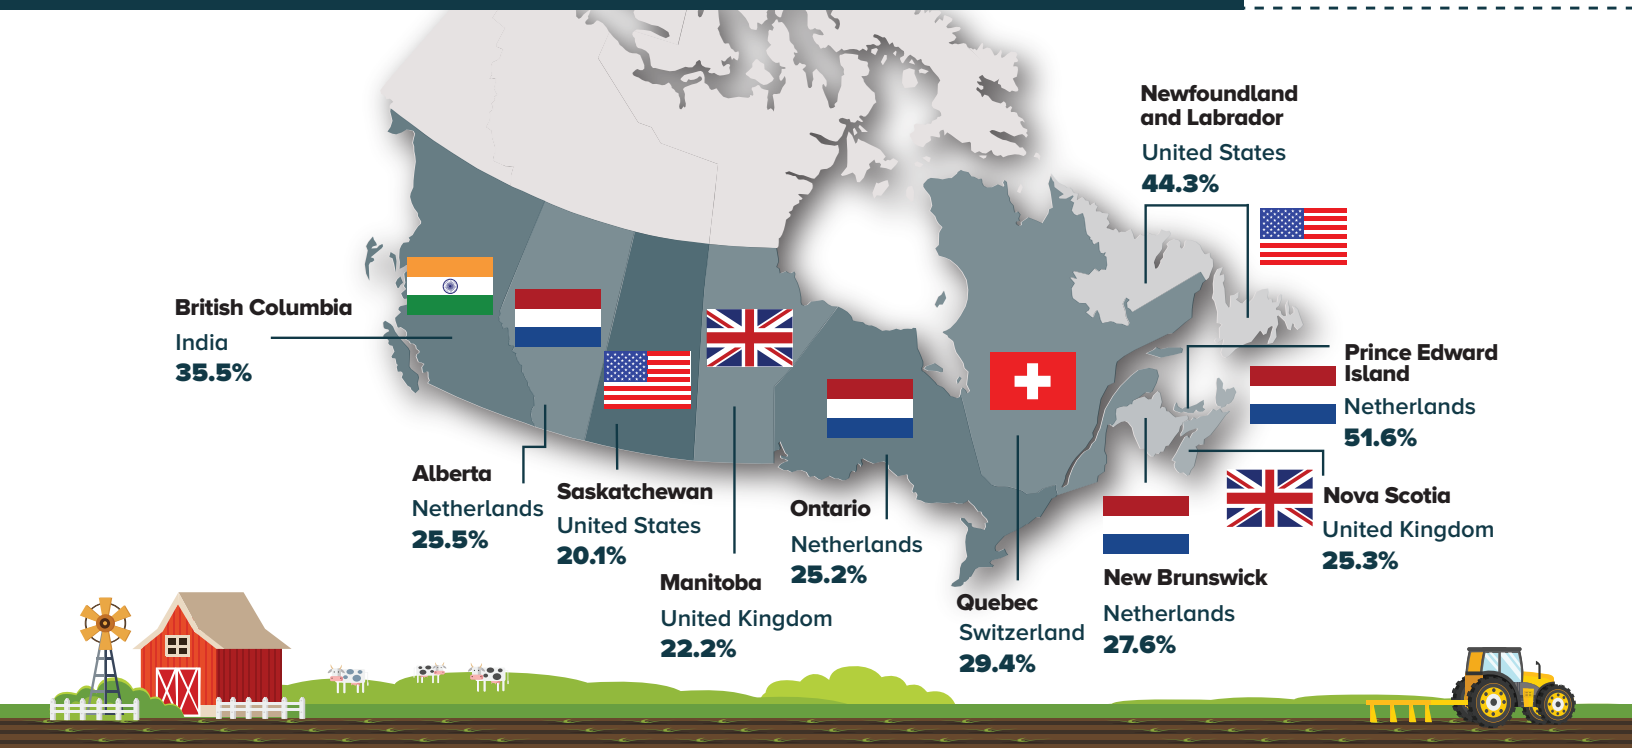 Newfoundland
and Labrador
United States
44.3%
British Columbia
India
35.5%
Prince Edward
Island
Netherlands
51.6%
Alberta
Netherlands
25.5%
Saskatchewan
United States
20.1%
Manitoba
United Kingdom
22.2%
Ontario
Netherlands
25.2%
Quebec
Switzerland
29.4%
New Brunswick
Netherlands
27.6%
Nova Scotia
United Kingdom
25.3%